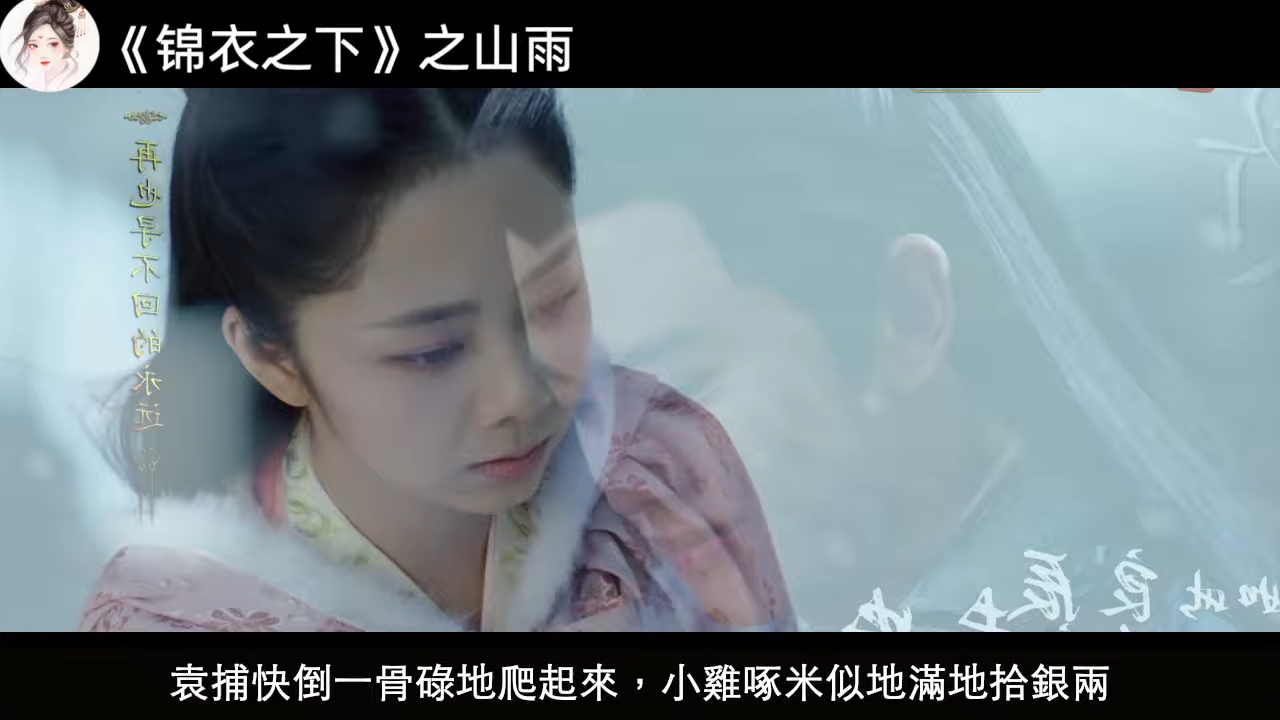 《锦衣之下》之山雨
再也寻不回的永远
袁捕快倒一骨碌地爬起來，小雞啄米似地滿地拾銀兩